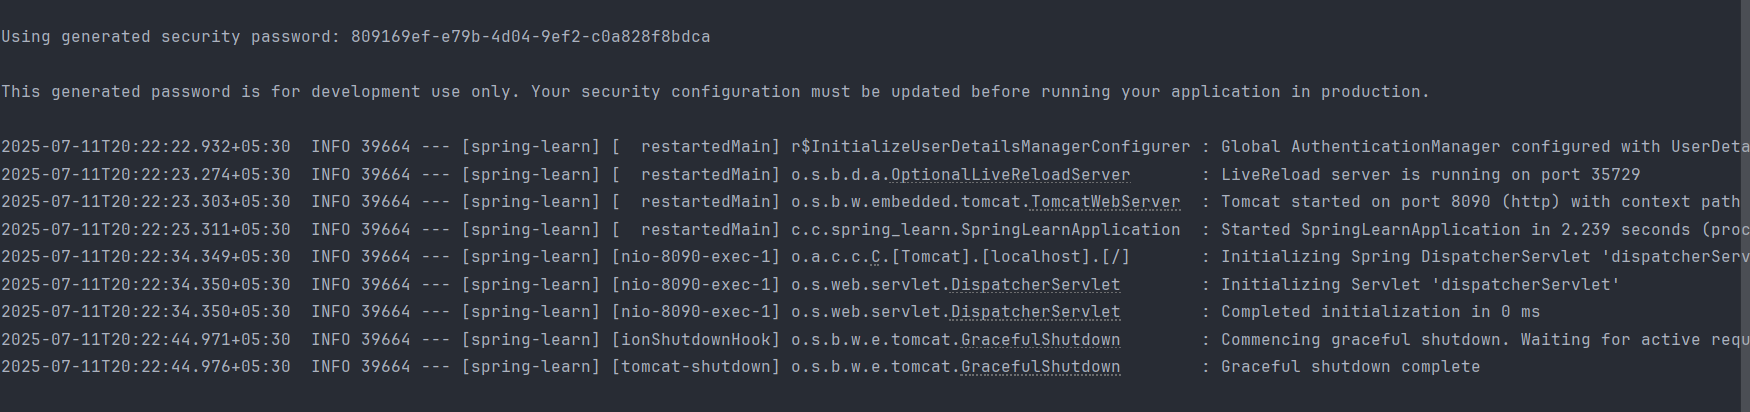 Using generated security password: 809169ef-e79b-4d04-9ef2-c0a828f8bdca
This generated password is for development use only. Your security configuration must be updated before running your application in production.
2025-07-11T20:22:22.932+05:30  INFO 39664 --- [spring-learn] [  restartedMain] r$InitializeUserDetailsManagerConfigurer : Global AuthenticationManager configured with UserDeta
2025-07-11T20:22:23.274+05:30  INFO 39664 --- [spring-learn] [  restartedMain] o.s.b.d.a.OptionalLiveReloadServer       : LiveReload server is running on port 35729
2025-07-11T20:22:23.303+05:30  INFO 39664 --- [spring-learn] [  restartedMain] o.s.b.w.embedded.tomcat.TomcatWebServer  : Tomcat started on port 8090 (http) with context path
2025-07-11T20:22:23.311+05:30  INFO 39664 --- [spring-learn] [  restartedMain] c.c.spring_learn.SpringLearnApplication  : Started SpringLearnApplication in 2.239 seconds (proc
2025-07-11T20:22:34.349+05:30  INFO 39664 --- [spring-learn] [nio-8090-exec-1] o.a.c.c.C.[Tomcat].[localhost].[/]       : Initializing Spring DispatcherServlet 'dispatcherServ
2025-07-11T20:22:34.350+05:30  INFO 39664 --- [spring-learn] [nio-8090-exec-1] o.s.web.servlet.DispatcherServlet        : Initializing Servlet 'dispatcherServlet'
2025-07-11T20:22:34.350+05:30  INFO 39664 --- [spring-learn] [nio-8090-exec-1] o.s.web.servlet.DispatcherServlet        : Completed initialization in 0 ms
2025-07-11T20:22:44.971+05:30  INFO 39664 --- [spring-learn] [ionShutdownHook] o.s.b.w.e.tomcat.GracefulShutdown        : Commencing graceful shutdown. Waiting for active requ
2025-07-11T20:22:44.976+05:30  INFO 39664 --- [spring-learn] [tomcat-shutdown] o.s.b.w.e.tomcat.GracefulShutdown        : Graceful shutdown complete